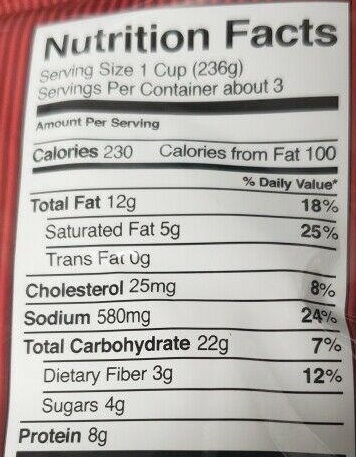 Nutrition Facts
Serving Size 1 Cup (236g)
Servings Per Container about 3
Amount Per Serving
Calories 230 Calories from Fat 100
% Daily Value*
Total Fat 12g 18%
Saturated Fat 5g 25%
Trans Fat 0g
Cholesterol 25mg 8%
Sodium 580mg 24%
Total Carbohydrate 22g 7%
Dietary Fiber 3g 12%
Sugars 4g
Protein 8g